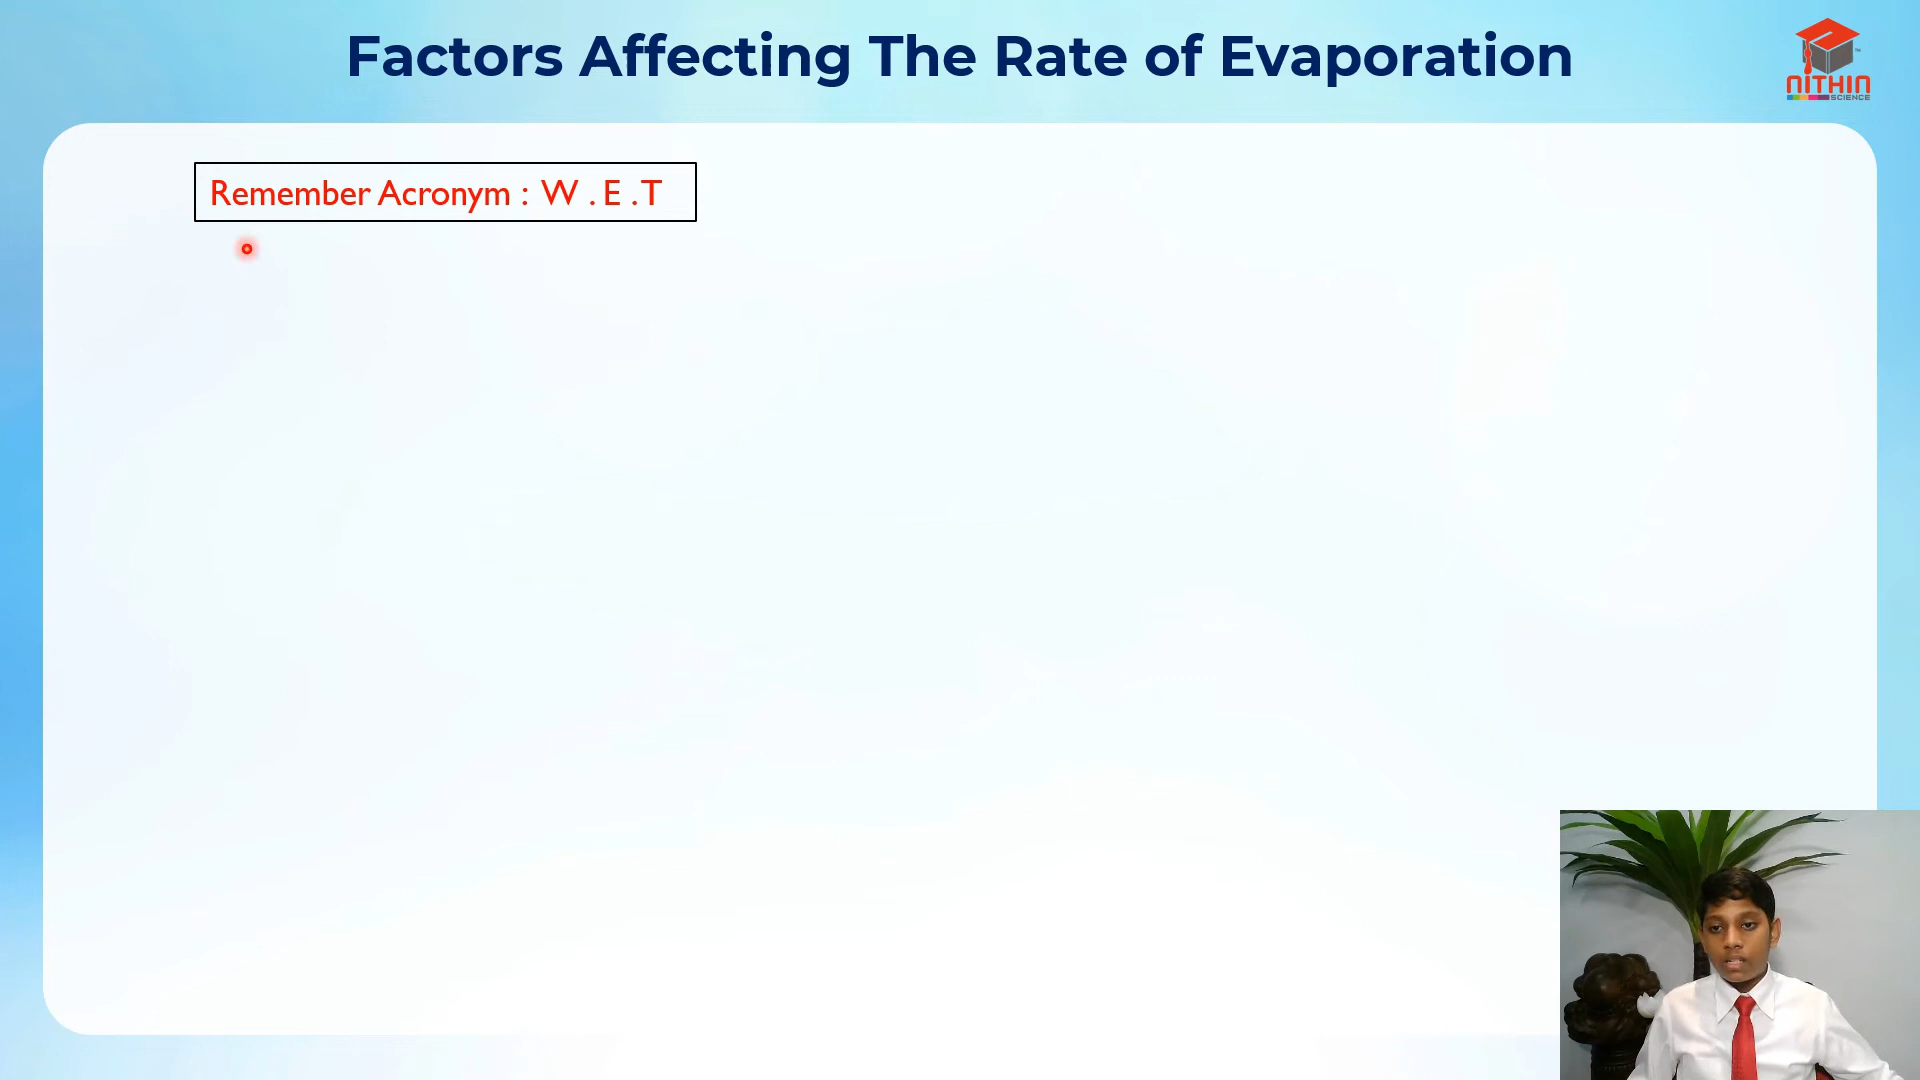 Factors Affecting The Rate of Evaporation
NITHIN
SCIENCE
Remember Acronym : W . E . T